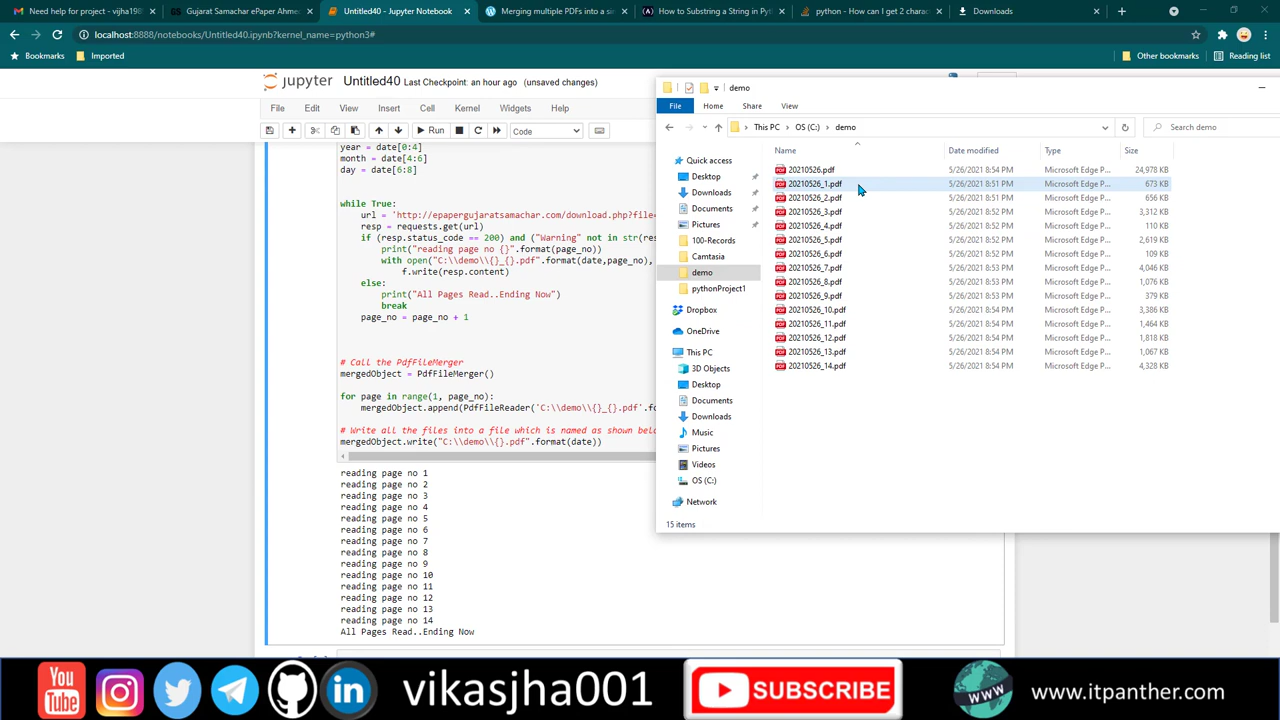 Need help for project - vijha198
Gujarat Samachar ePaper Ahmed
Untitled40 - Jupyter Notebook
Merging multiple PDFs into a sin
How to Substring a String in Pyth
python - How can I get 2 charac
Downloads
localhost:8888/notebooks/Untitled40.ipynb?kernel_name=python3#
Bookmarks Imported Other bookmarks Reading list
jupyter Untitled40 Last Checkpoint: an hour ago (unsaved changes)
File Edit View Insert Cell Kernel Widgets Help
Run Code
year = date[0:4]
month = date[4:6]
day = date[6:8]
while True:
url = 'http://epapergujaratsamachar.com/download.php?file=
resp = requests.get(url)
if (resp.status_code == 200) and ("Warning" not in str(re
print("reading page no {}".format(page_no))
with open("C:\\demo\\{}_{}.pdf".format(date,page_no),
f.write(resp.content)
else:
print("All Pages Read..Ending Now")
break
page_no = page_no + 1
# Call the PdfFileMerger
mergedObject = PdfFileMerger()
for page in range(1, page_no):
mergedObject.append(PdfFileReader('C:\\demo\\{}_{}.pdf'.fo
# Write all the files into a file which is named as shown belo
mergedObject.write("C:\\demo\\{}.pdf".format(date))
reading page no 1
reading page no 2
reading page no 3
reading page no 4
reading page no 5
reading page no 6
reading page no 7
reading page no 8
reading page no 9
reading page no 10
reading page no 11
reading page no 12
reading page no 13
reading page no 14
All Pages Read..Ending Now
demo
File Home Share View
This PC OS (C:) demo Search demo
Quick access
Desktop
Downloads
Documents
Pictures
100-Records
Camtasia
demo
pythonProject1
Dropbox
OneDrive
This PC
3D Objects
Desktop
Documents
Downloads
Music
Pictures
Videos
OS (C:)
Network
Name Date modified Type Size
20210526.pdf 5/26/2021 8:54 PM Microsoft Edge P... 24,978 KB
20210526_1.pdf 5/26/2021 8:51 PM Microsoft Edge P... 673 KB
20210526_2.pdf 5/26/2021 8:51 PM Microsoft Edge P... 656 KB
20210526_3.pdf 5/26/2021 8:52 PM Microsoft Edge P... 3,312 KB
20210526_4.pdf 5/26/2021 8:52 PM Microsoft Edge P... 110 KB
20210526_5.pdf 5/26/2021 8:52 PM Microsoft Edge P... 2,619 KB
20210526_6.pdf 5/26/2021 8:52 PM Microsoft Edge P... 109 KB
20210526_7.pdf 5/26/2021 8:53 PM Microsoft Edge P... 4,046 KB
20210526_8.pdf 5/26/2021 8:53 PM Microsoft Edge P... 1,076 KB
20210526_9.pdf 5/26/2021 8:53 PM Microsoft Edge P... 379 KB
20210526_10.pdf 5/26/2021 8:54 PM Microsoft Edge P... 3,386 KB
20210526_11.pdf 5/26/2021 8:54 PM Microsoft Edge P... 1,464 KB
20210526_12.pdf 5/26/2021 8:54 PM Microsoft Edge P... 1,818 KB
20210526_13.pdf 5/26/2021 8:54 PM Microsoft Edge P... 1,067 KB
20210526_14.pdf 5/26/2021 8:54 PM Microsoft Edge P... 4,328 KB
15 items
You Tube in vikasjha001 SUBSCRIBE WWW www.itpanther.com